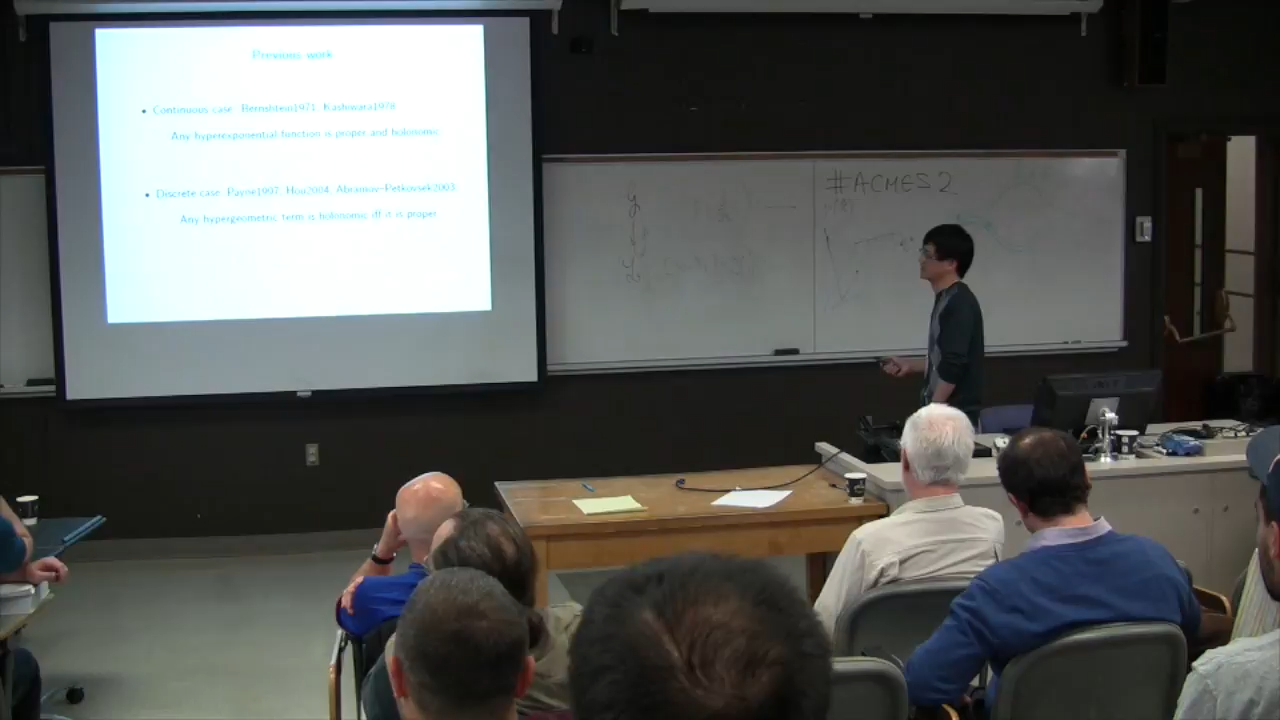 Previous work
• Continuous case: Bernshtein1971, Kashiwara1978
Any hyperexponential function is proper and holonomic.
• Discrete case: Payne1997, Hou2004, Abramov-Petkovsek2003:
Any hypergeometric term is holonomic iff it is proper
#ACMES 2
y